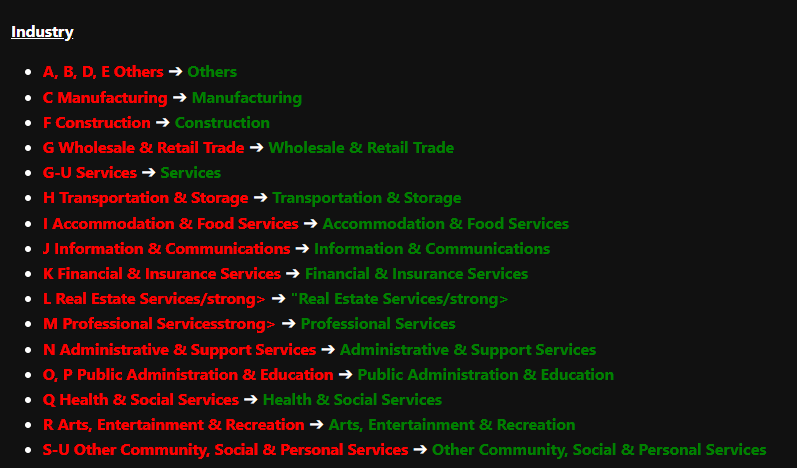 Industry
• A, B, D, E Others ➔ Others
• C Manufacturing ➔ Manufacturing
• F Construction ➔ Construction
• G Wholesale & Retail Trade ➔ Wholesale & Retail Trade
• G-U Services ➔ Services
• H Transportation & Storage ➔ Transportation & Storage
• I Accommodation & Food Services ➔ Accommodation & Food Services
• J Information & Communications ➔ Information & Communications
• K Financial & Insurance Services ➔ Financial & Insurance Services
• L Real Estate Services/strong> ➔ "Real Estate Services/strong>
• M Professional Servicesstrong> ➔ Professional Services
• N Administrative & Support Services ➔ Administrative & Support Services
• O, P Public Administration & Education ➔ Public Administration & Education
• Q Health & Social Services ➔ Health & Social Services
• R Arts, Entertainment & Recreation ➔ Arts, Entertainment & Recreation
• S-U Other Community, Social & Personal Services ➔ Other Community, Social & Personal Services